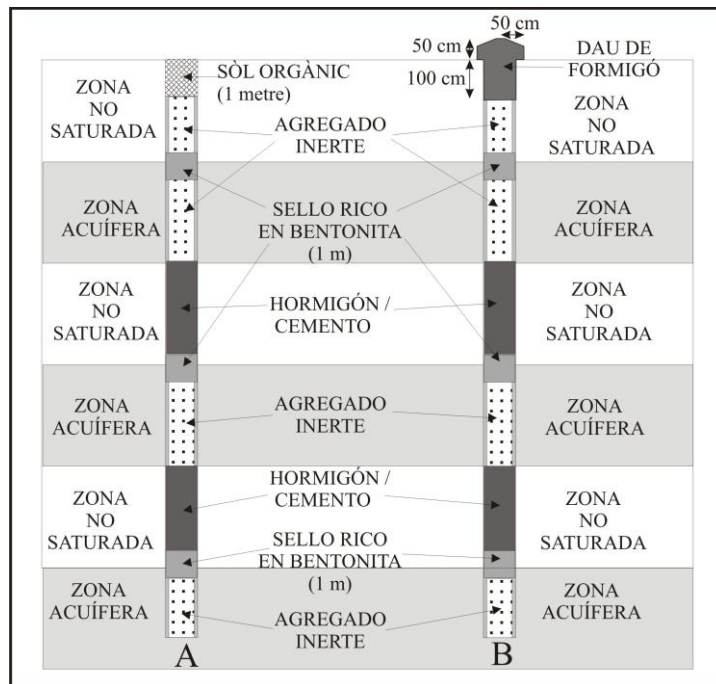 50 cm
50 cm
100 cm
DAU DE
FORMIGÓ
SÒL ORGÀNIC
(1 metre)
ZONA
NO
SATURADA
AGREGADO
INERTE
ZONA
NO
SATURADA
ZONA
ACUÍFERA
SELLO RICO
EN BENTONITA
(1 m)
ZONA
ACUÍFERA
ZONA
NO
SATURADA
HORMIGÓN /
CEMENTO
ZONA
NO
SATURADA
ZONA
ACUÍFERA
AGREGADO
INERTE
ZONA
ACUÍFERA
ZONA
NO
SATURADA
HORMIGÓN /
CEMENTO
SELLO RICO
EN BENTONITA
(1 m)
ZONA
NO
SATURADA
ZONA
ACUÍFERA
AGREGADO
INERTE
ZONA
ACUÍFERA
A
B